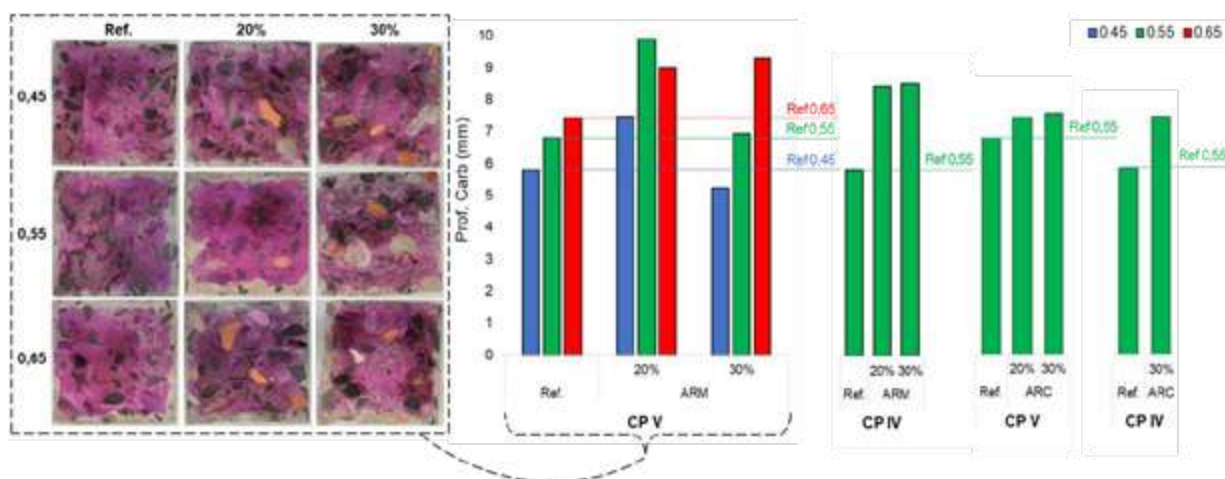 Ref. 20% 30%
0,45
0,55
0,65
Prof. Carb (mm)
10
9
8
7
6
5
4
3
2
1
0
Ref 0,65
Ref 0,55
Ref 0,45
20% 30%
Ref. ARM
CP V
Ref 0,55
20% 30%
Ref. ARM
CP IV
0.45 0.55 0.65
Ref 0,55
20% 30%
Ref. ARC
CP V
Ref 0,55
30%
Ref. ARC
CP IV